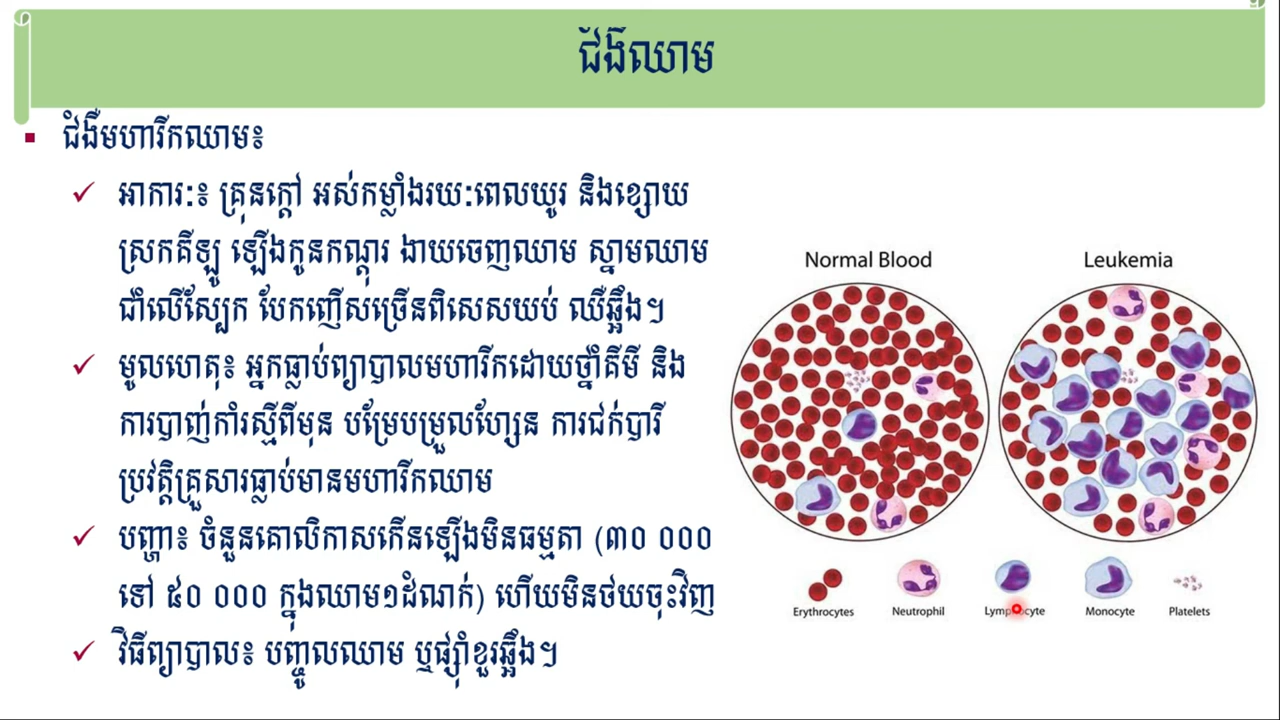 ជំងឺឈាម
ជំងឺមហារីកឈាម៖
អាការៈ៖ គ្រុនក្តៅ អស់កម្លាំងរយៈពេលយូរ និងខ្សោយ
ស្រកគីឡូ ឡើងកូនកណ្តុរ ងាយចេញឈាម ស្នាមឈាម
ជាំលើស្បែក បែកញើសច្រើនពិសេសយប់ ឈឺឆ្អឹង។
មូលហេតុ៖ អ្នកធ្លាប់ព្យាបាលមហារីកដោយថ្នាំគីមី និង
ការបាញ់កាំរស្មីពីមុន បម្រែបម្រួលហ្សែន ការជក់បារី
ប្រវត្តិគ្រួសារធ្លាប់មានមហារីកឈាម
បញ្ហា៖ ចំនួនគោលិកាសកើនឡើងមិនធម្មតា (៣០ ០០០
ទៅ ៥០ ០០០ ក្នុងឈាម១ដំណក់) ហើយមិនថយចុះវិញ
វិធីព្យាបាល៖ បញ្ចូលឈាម ឬផ្សាំខួរឆ្អឹង។
Normal Blood
Leukemia
Erythrocytes
Neutrophil
Lymphocyte
Monocyte
Platelets